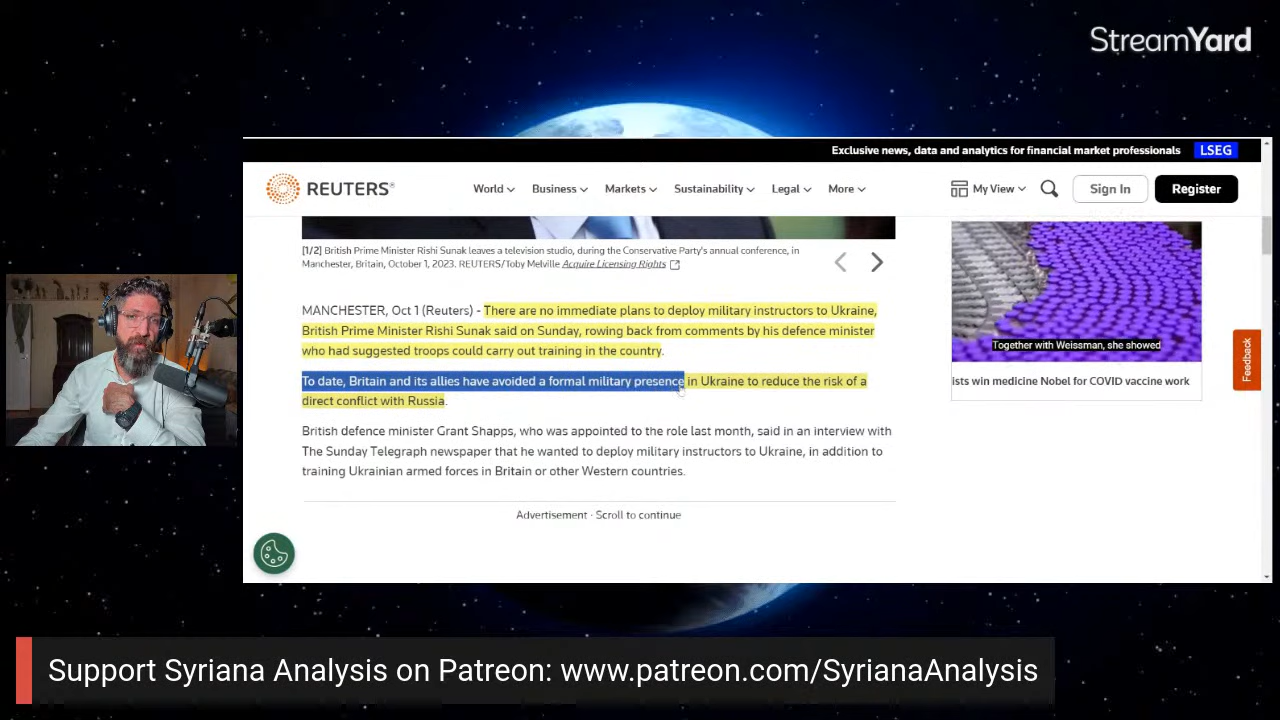 StreamYard
Exclusive news, data and analytics for financial market professionals LSEG
REUTERS® World Business Markets Sustainability Legal More My View Sign In Register
[1/2] British Prime Minister Rishi Sunak leaves a television studio, during the Conservative Party's annual conference, in
Manchester, Britain, October 1, 2023. REUTERS/Toby Melville Acquire Licensing Rights
MANCHESTER, Oct 1 (Reuters) - There are no immediate plans to deploy military instructors to Ukraine,
British Prime Minister Rishi Sunak said on Sunday, rowing back from comments by his defence minister
who had suggested troops could carry out training in the country.
To date, Britain and its allies have avoided a formal military presence in Ukraine to reduce the risk of a
direct conflict with Russia.
British defence minister Grant Shapps, who was appointed to the role last month, said in an interview with
The Sunday Telegraph newspaper that he wanted to deploy military instructors to Ukraine, in addition to
training Ukrainian armed forces in Britain or other Western countries.
Advertisement · Scroll to continue
Together with Weissman, she showed
ists win medicine Nobel for COVID vaccine work
Feedback
Support Syriana Analysis on Patreon: www.patreon.com/SyrianaAnalysis